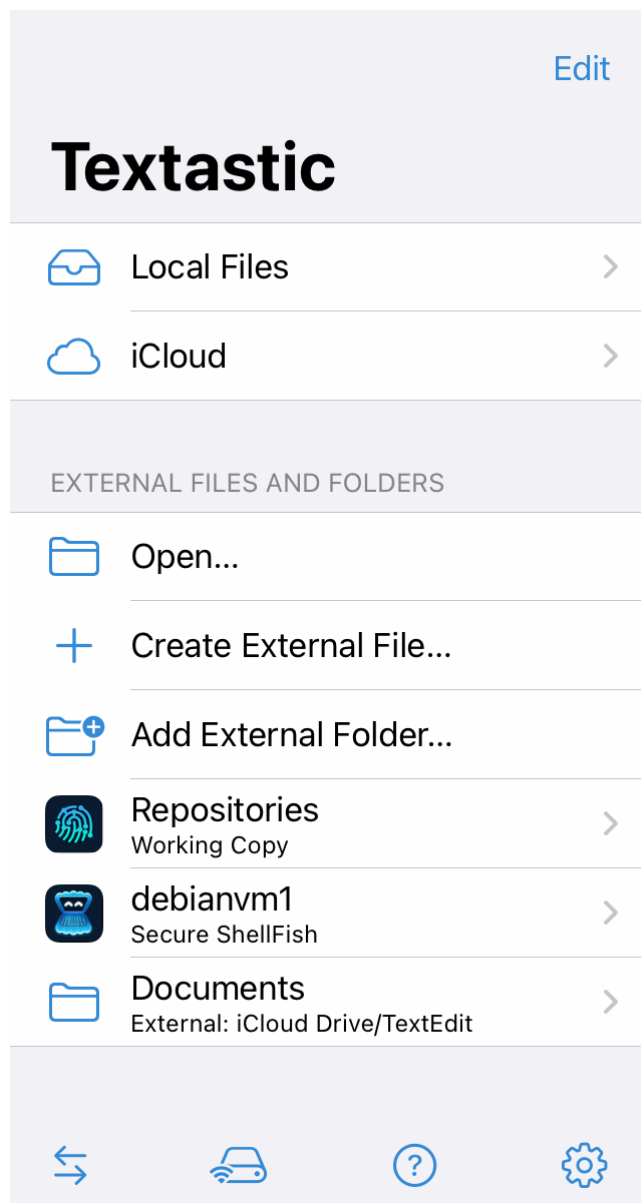 Edit
Textastic
Local Files
iCloud
EXTERNAL FILES AND FOLDERS
Open...
Create External File...
Add External Folder...
Repositories
Working Copy
debianvm1
Secure ShellFish
Documents
External: iCloud Drive/TextEdit
?